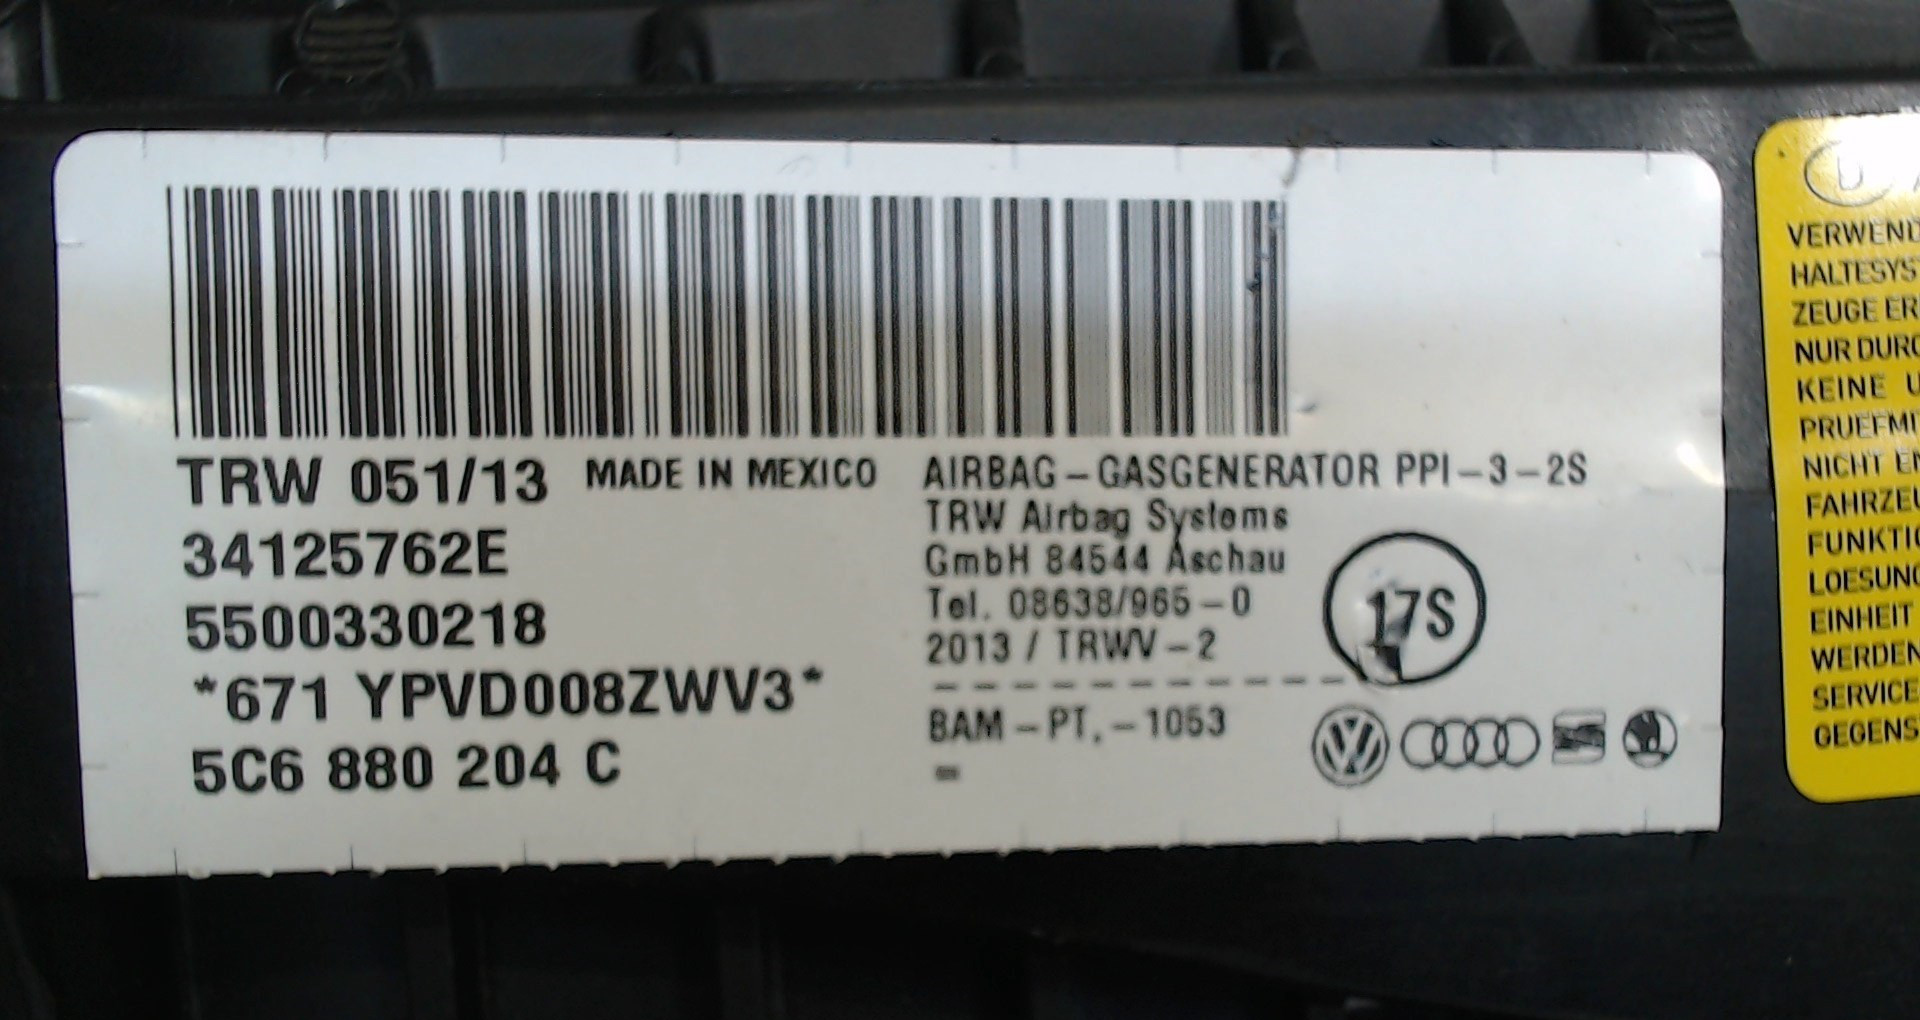 TRW 051/13 MADE IN MEXICO
34125762E
5500330218
*671 YPVD008ZWV3*
5C6 880 204 C
AIRBAG-GASGENERATOR PPI-3-2S
TRW Airbag Systems
GmbH 84544 Aschau
Tel. 08638/965-0
2013 / TRWV-2
BAM-PT.-1053
-
17S
D
VERWEND
HALTESYS
ZEUGE ER
NUR DURC
KEINE U
PRUEFMI
NICHT EN
FAHRZEU
FUNKTIO
LOESUNG
EINHEIT
WERDEN
SERVICE
GEGENS